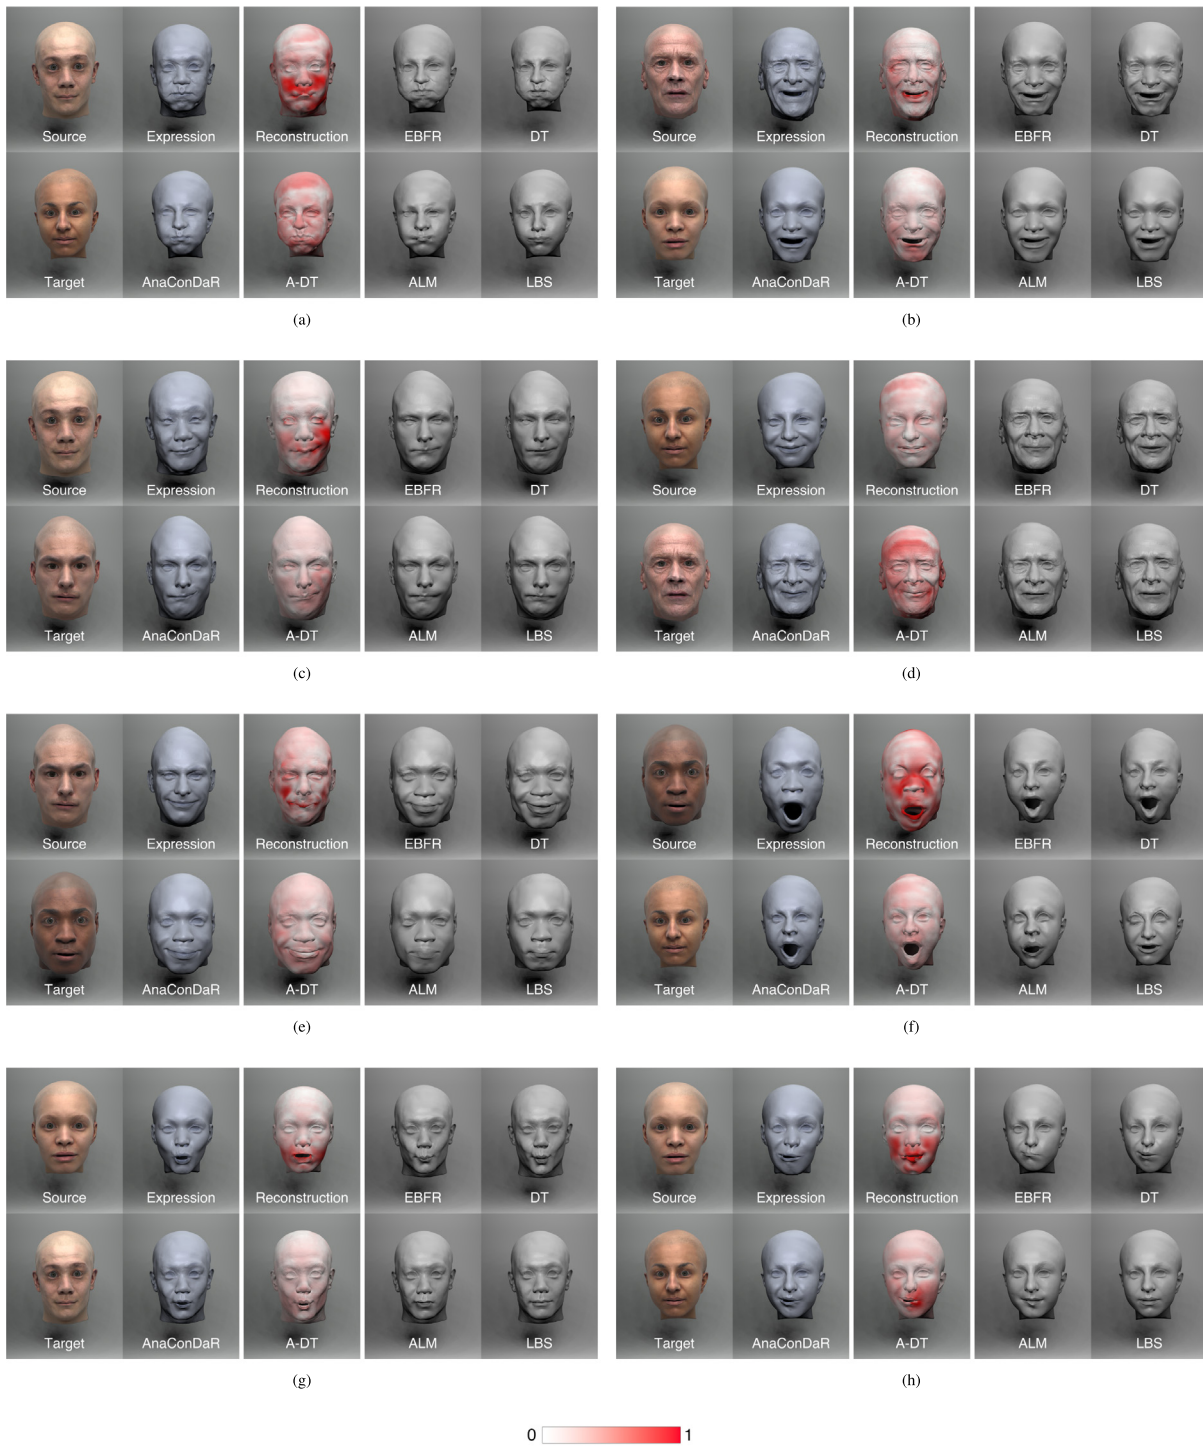 Source Expression Reconstruction EBFR DT
Target AnaConDaR A-DT ALM LBS
(a)
Source Expression Reconstruction EBFR DT
Target AnaConDaR A-DT ALM LBS
(b)
Source Expression Reconstruction EBFR DT
Target AnaConDaR A-DT ALM LBS
(c)
Source Expression Reconstruction EBFR DT
Target AnaConDaR A-DT ALM LBS
(d)
Source Expression Reconstruction EBFR DT
Target AnaConDaR A-DT ALM LBS
(e)
Source Expression Reconstruction EBFR DT
Target AnaConDaR A-DT ALM LBS
(f)
Source Expression Reconstruction EBFR DT
Target AnaConDaR A-DT ALM LBS
(g)
Source Expression Reconstruction EBFR DT
Target AnaConDaR A-DT ALM LBS
(h)
0 1